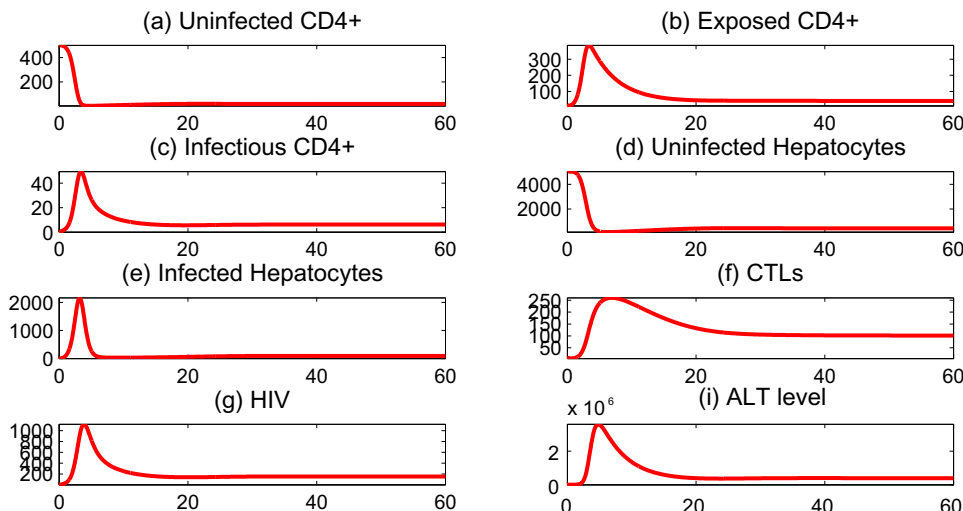 (a) Uninfected CD4+
400
200
0 20 40 60
(b) Exposed CD4+
300
200
100
0 20 40 60
(c) Infectious CD4+
40
20
0
0 20 40 60
(d) Uninfected Hepatocytes
4000
2000
0 20 40 60
(e) Infected Hepatocytes
2000
1000
0
0 20 40 60
(f) CTLs
250
200
150
100
50
0 20 40 60
(g) HIV
1000
800
600
400
200
0 20 40 60
(i) ALT level
x 10 6
2
0
0 20 40 60